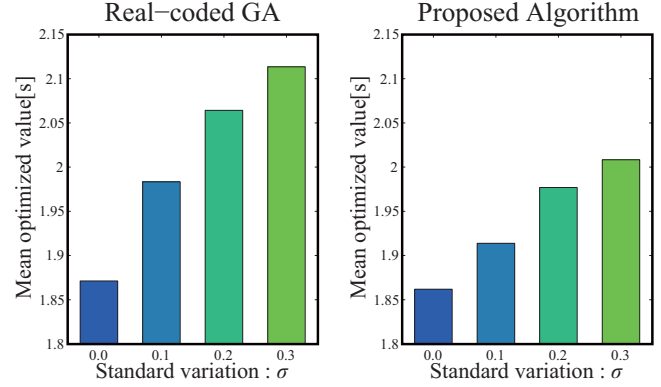 Real−coded GA
Mean optimized value[s]
2.15
2.1
2.05
2
1.95
1.9
1.85
1.8
0.0 0.1 0.2 0.3
Standard variation : σ
Proposed Algorithm
Mean optimized value[s]
2.15
2.1
2.05
2
1.95
1.9
1.85
1.8
0.0 0.1 0.2 0.3
Standard variation : σ